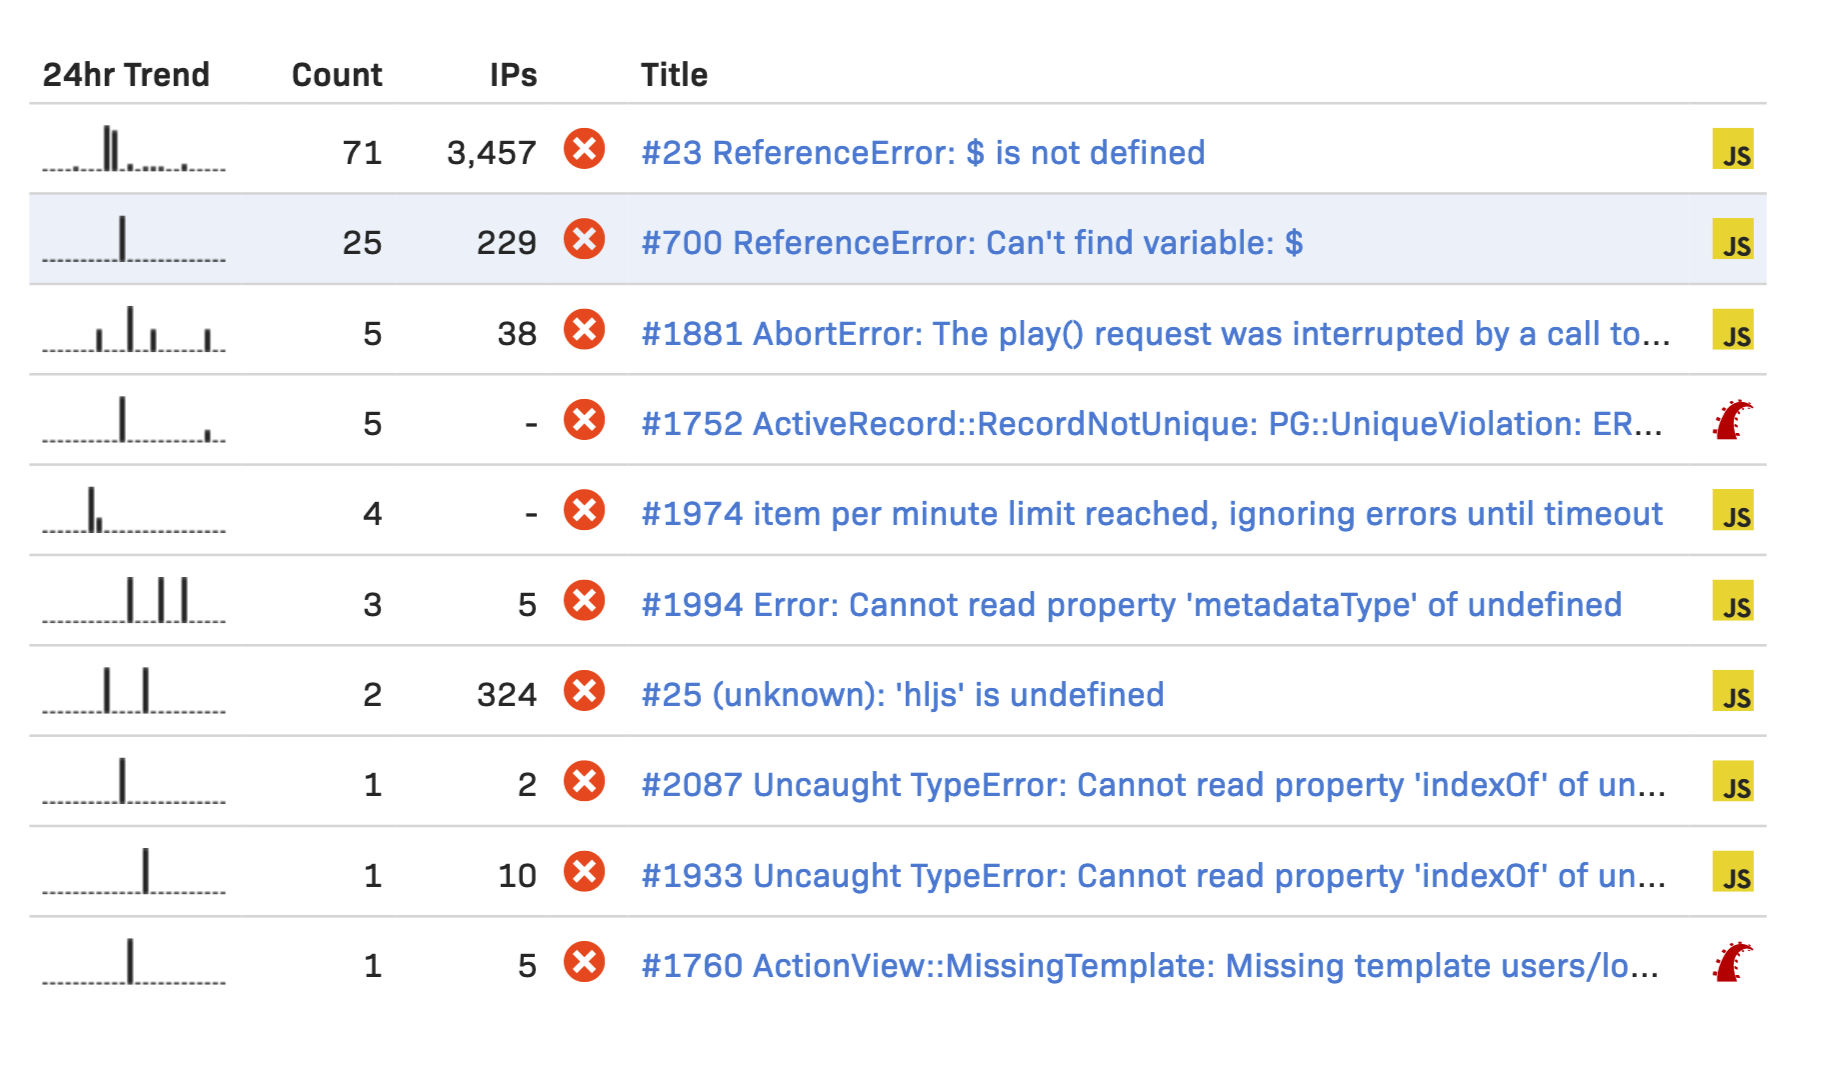 24hr Trend Count IPs Title
71 3,457 #23 ReferenceError: $ is not defined JS
25 229 #700 ReferenceError: Can't find variable: $ JS
5 38 #1881 AbortError: The play() request was interrupted by a call to... JS
5 - #1752 ActiveRecord::RecordNotUnique: PG::UniqueViolation: ER...
4 - #1974 item per minute limit reached, ignoring errors until timeout JS
3 5 #1994 Error: Cannot read property 'metadataType' of undefined JS
2 324 #25 (unknown): 'hljs' is undefined JS
1 2 #2087 Uncaught TypeError: Cannot read property 'indexOf' of un... JS
1 10 #1933 Uncaught TypeError: Cannot read property 'indexOf' of un... JS
1 5 #1760 ActionView::MissingTemplate: Missing template users/lo...